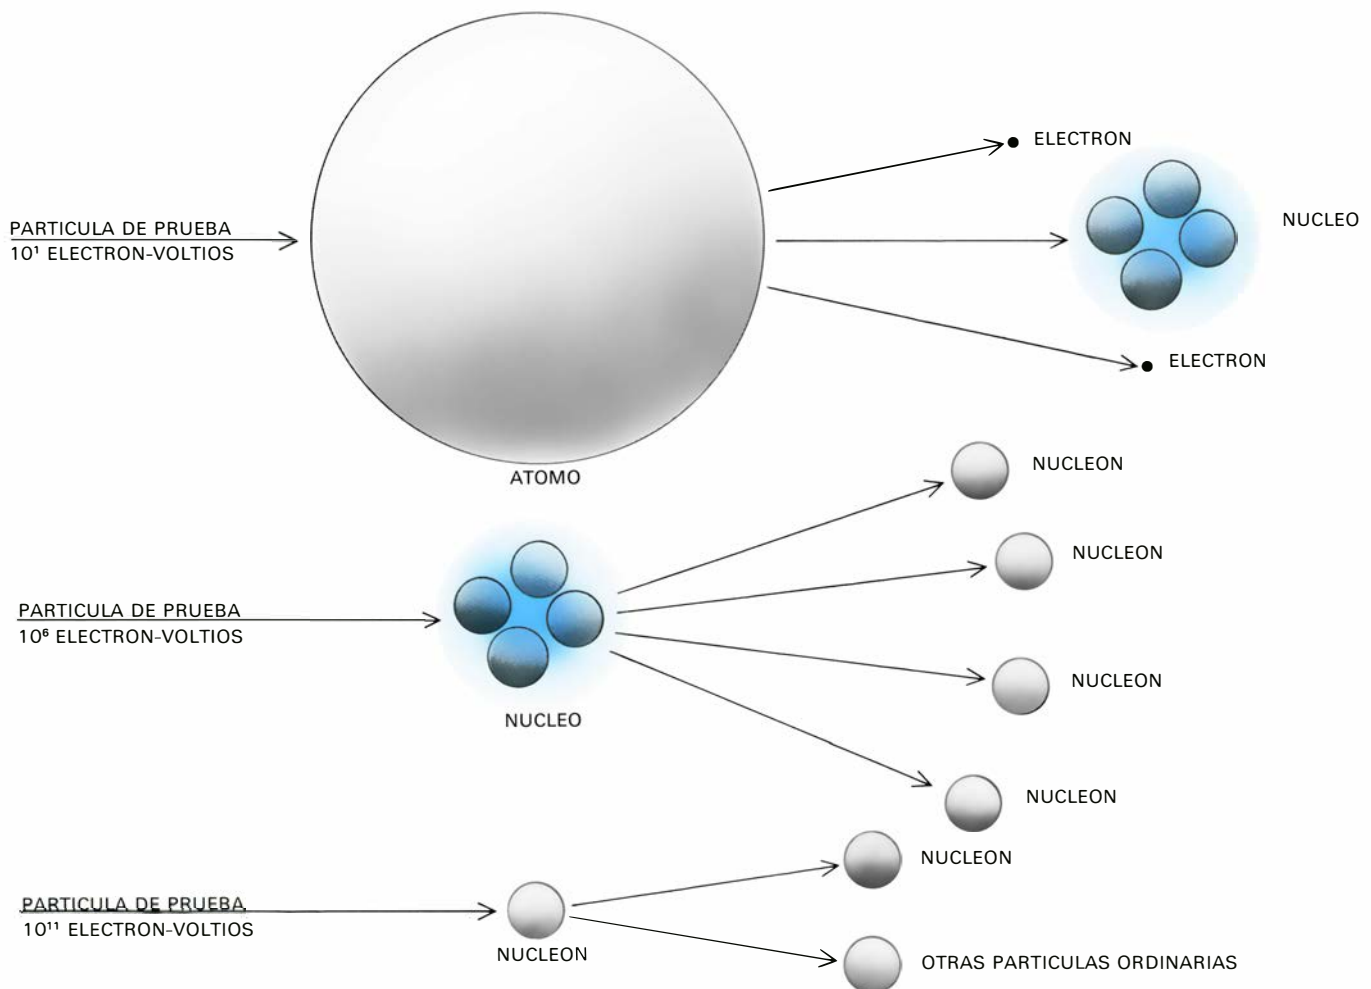 ELECTRON
PARTICULA DE PRUEBA
10¹ ELECTRON-VOLTIOS
NUCLEO
ELECTRON
ATOMO
NUCLEON
NUCLEON
PARTICULA DE PRUEBA
10⁶ ELECTRON-VOLTIOS
NUCLEON
NUCLEO
NUCLEON
NUCLEON
PARTICULA DE PRUEBA
10¹¹ ELECTRON-VOLTIOS
NUCLEON
OTRAS PARTICULAS ORDINARIAS